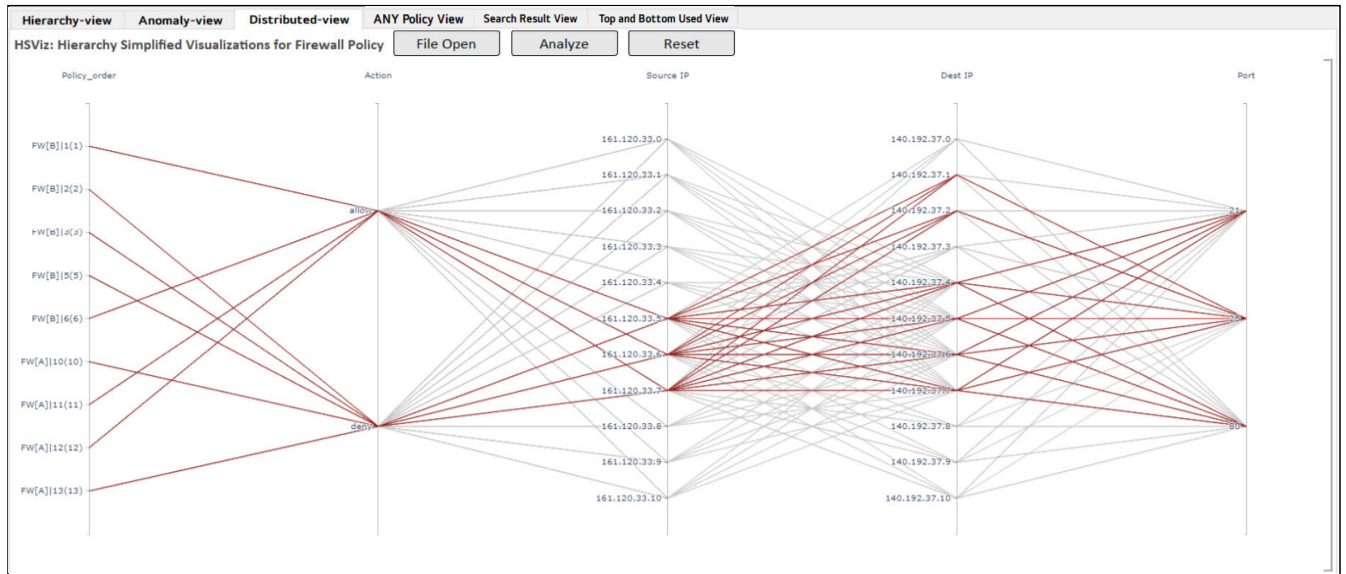 Hierarchy-view Anomaly-view Distributed-view ANY Policy View Search Result View Top and Bottom Used View
HSViz: Hierarchy Simplified Visualizations for Firewall Policy File Open Analyze Reset
Policy_order Action Source IP Dest IP Port
161.120.33.0 140.192.37.0
FW[B]|1(1)
161.120.33.1 140.192.37.1
FW[B]|2(2)
allow 161.120.33.2 140.192.37.2 21
FW[B]|3(3)
161.120.33.3 140.192.37.3
FW[B]|5(5)
161.120.33.4 140.192.37.4
FW[B]|6(6) 161.120.33.5 140.192.37.5 25
161.120.33.6 140.192.37.6
FW[A]|10(10)
161.120.33.7 140.192.37.7
FW[A]|11(11)
deny 161.120.33.8 140.192.37.8 80
FW[A]|12(12)
161.120.33.9 140.192.37.9
FW[A]|13(13)
161.120.33.10 140.192.37.10